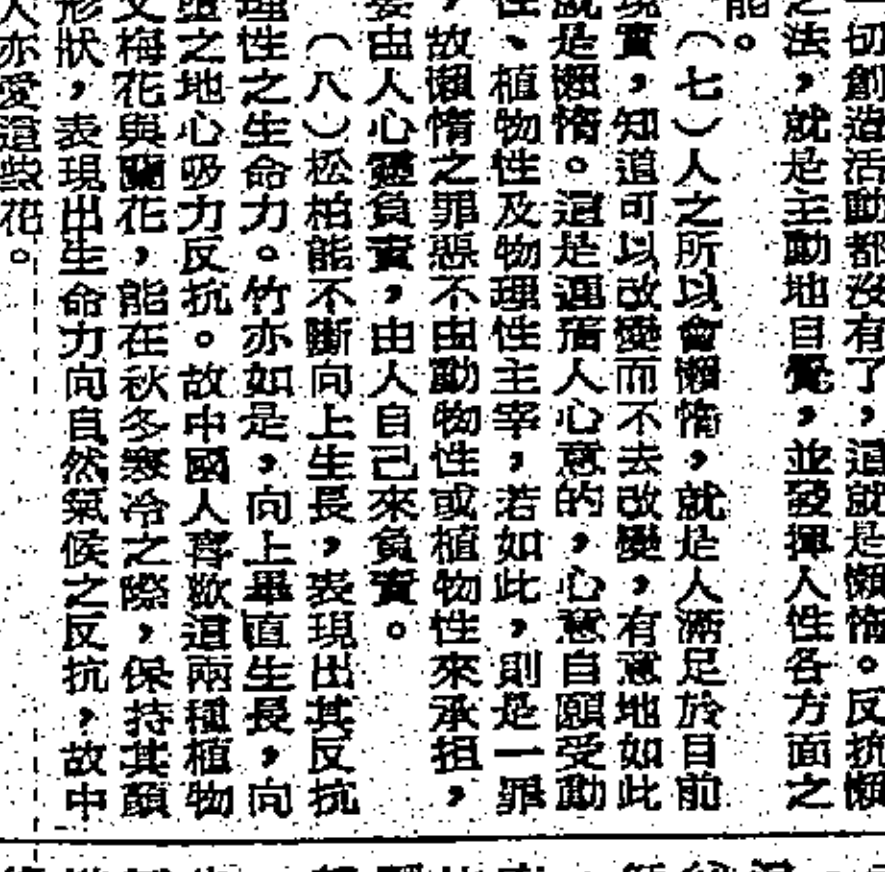 一切創造活動都沒有了，這就是懶惰。反抗懶
之法，就是主動地自覺，並發揮人性各方面之
能。
（七）人之所以會懶惰，就是人滿足於目前
現實，知道可以改變而不去改變，有意地如此
就是懶惰。這是運痛人心意的，心意自願受動
性、植物性及物理性主宰，若如此，則是一罪
，故懶惰之罪惡不由動物性或植物性來承担，
要由人心靈負責，由人自己來負責。
（八）松柏能不斷向上生長，表現出其反抗
理性之生命力。竹亦如是，向上畢直生長，向
墮之地心吸力反抗。故中國人喜歡這兩種植物
又梅花與蘭花，能在秋冬寒冷之際，保持其顏
形狀，表現出生命力向自然氣候之反抗，故中
人亦愛這些花。